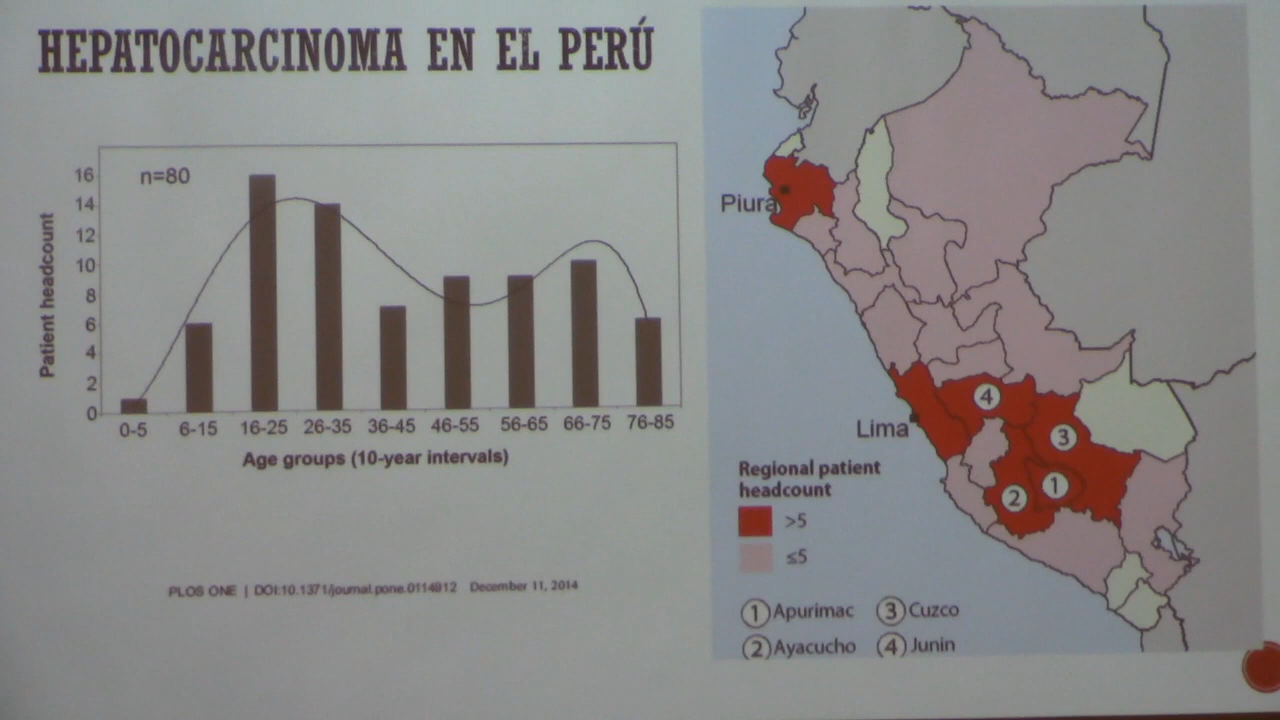 HEPATOCARCINOMA EN EL PERÚ
n=80
Patient headcount
16
14
12
10
8
6
4
2
0
0-5 6-15 16-25 26-35 36-45 46-55 56-65 66-75 76-85
Age groups (10-year intervals)
PLOS ONE | DOI:10.1371/journal.pone.0114912 December 11, 2014
Piura
Lima
4
3
1
2
Regional patient
headcount
>5
≤5
1 Apurimac 3 Cuzco
2 Ayacucho 4 Junin